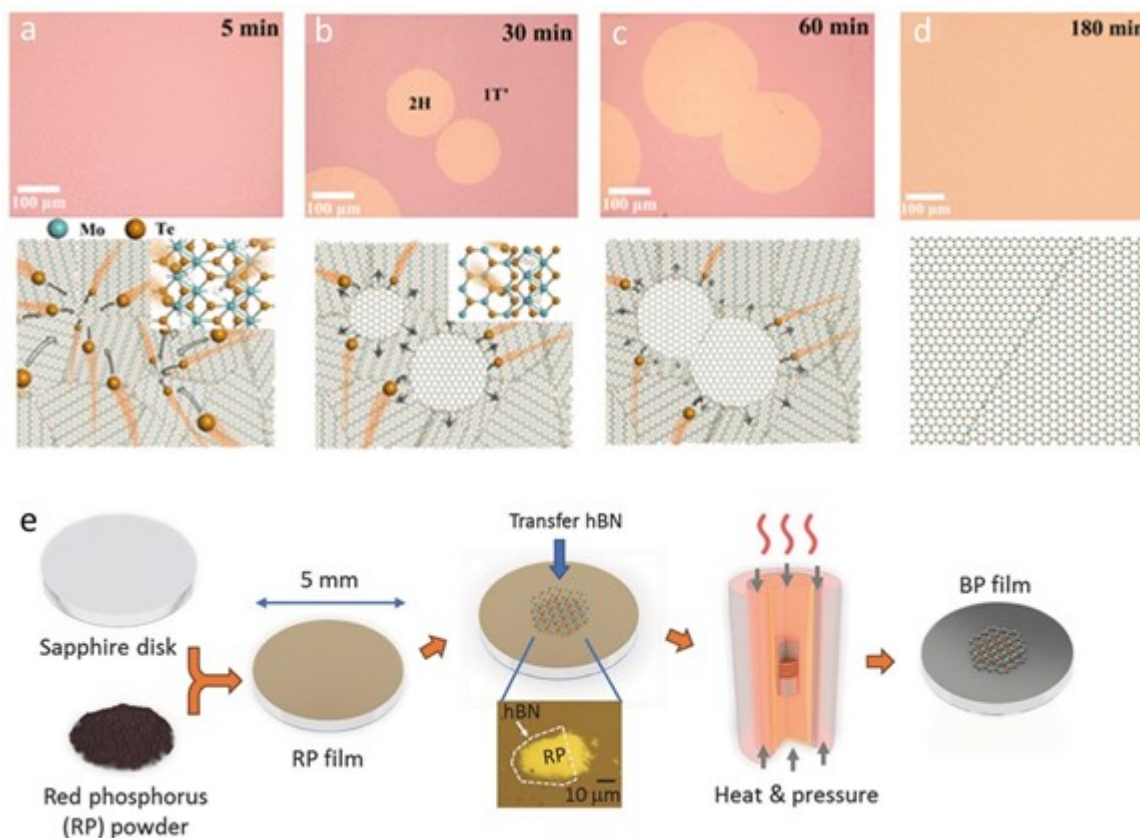 a
5 min
100 μm
b
30 min
2H
1T'
100 μm
c
60 min
100 μm
d
180 min
100 μm
Mo
Te
e
Transfer hBN
5 mm
BP film
Sapphire disk
hBN
RP
RP film
10 μm
Heat & pressure
Red phosphorus
(RP) powder